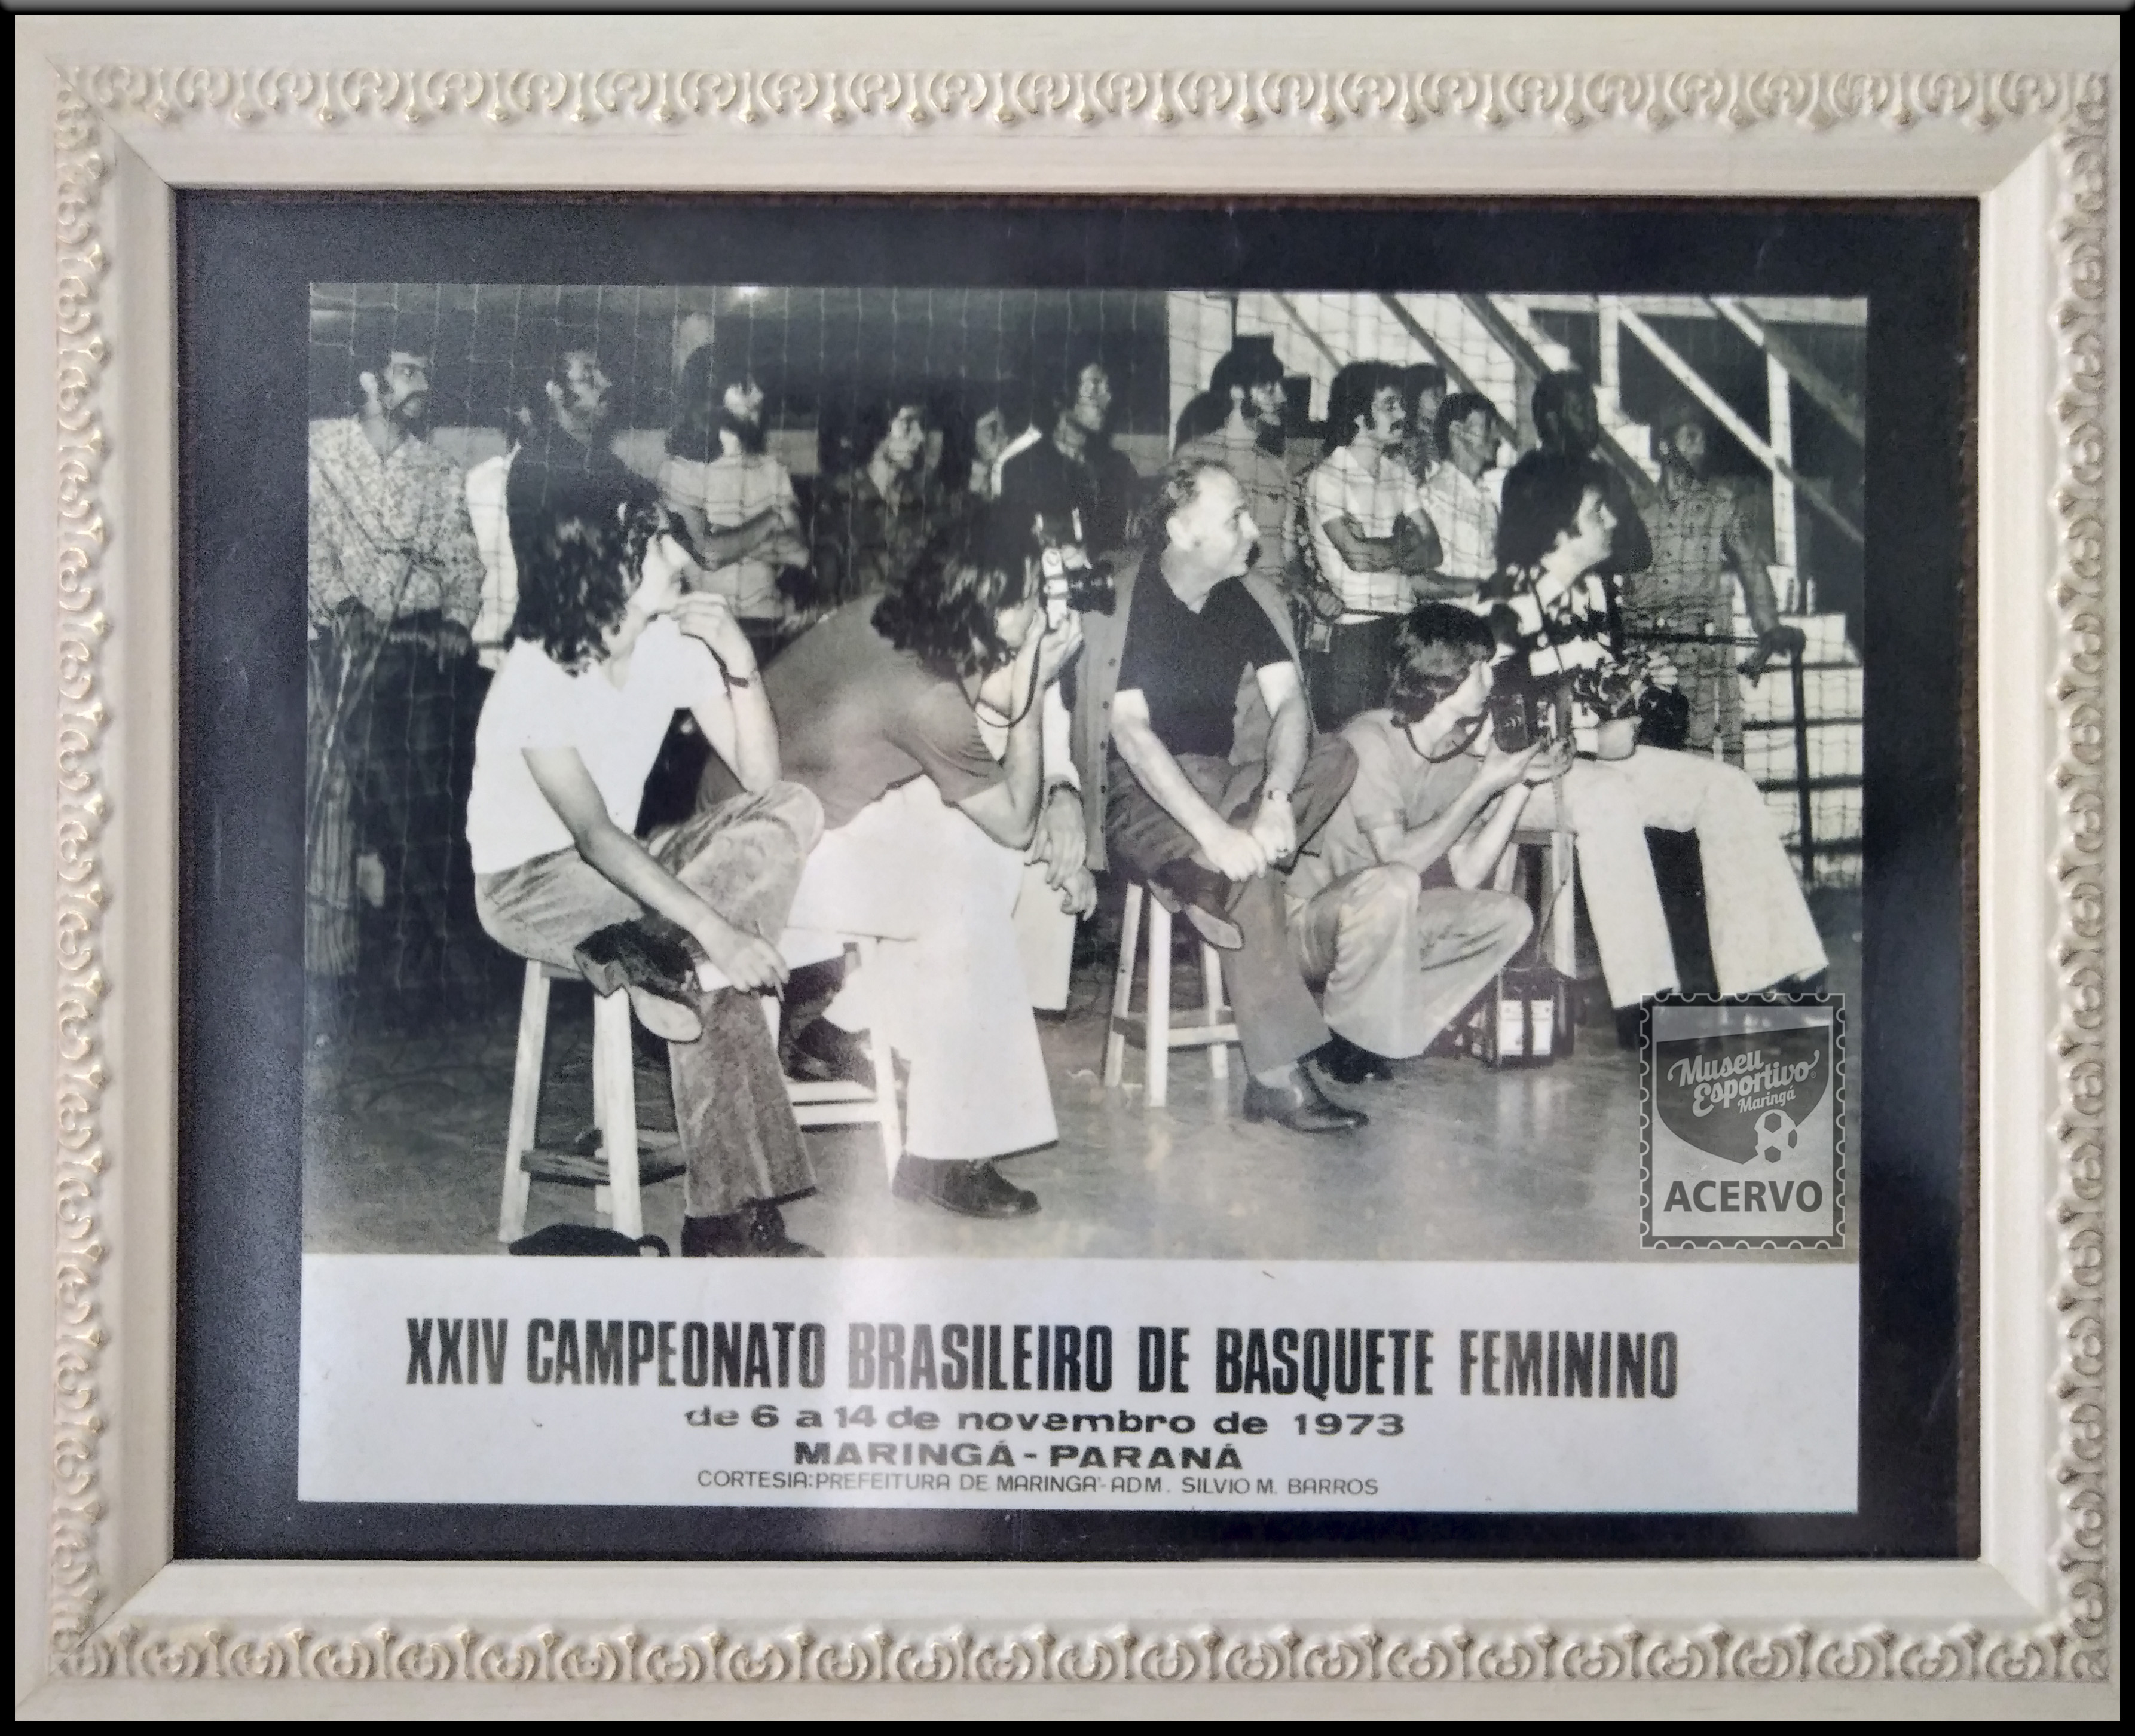 Museu
Esportivo
Maringá
ACERVO
XXIV CAMPEONATO BRASILEIRO DE BASQUETE FEMININO
de 6 a 14 de novembro de 1973
MARINGÁ - PARANÁ
CORTESIA: PREFEITURA DE MARINGA'- ADM. SILVIO M. BARROS